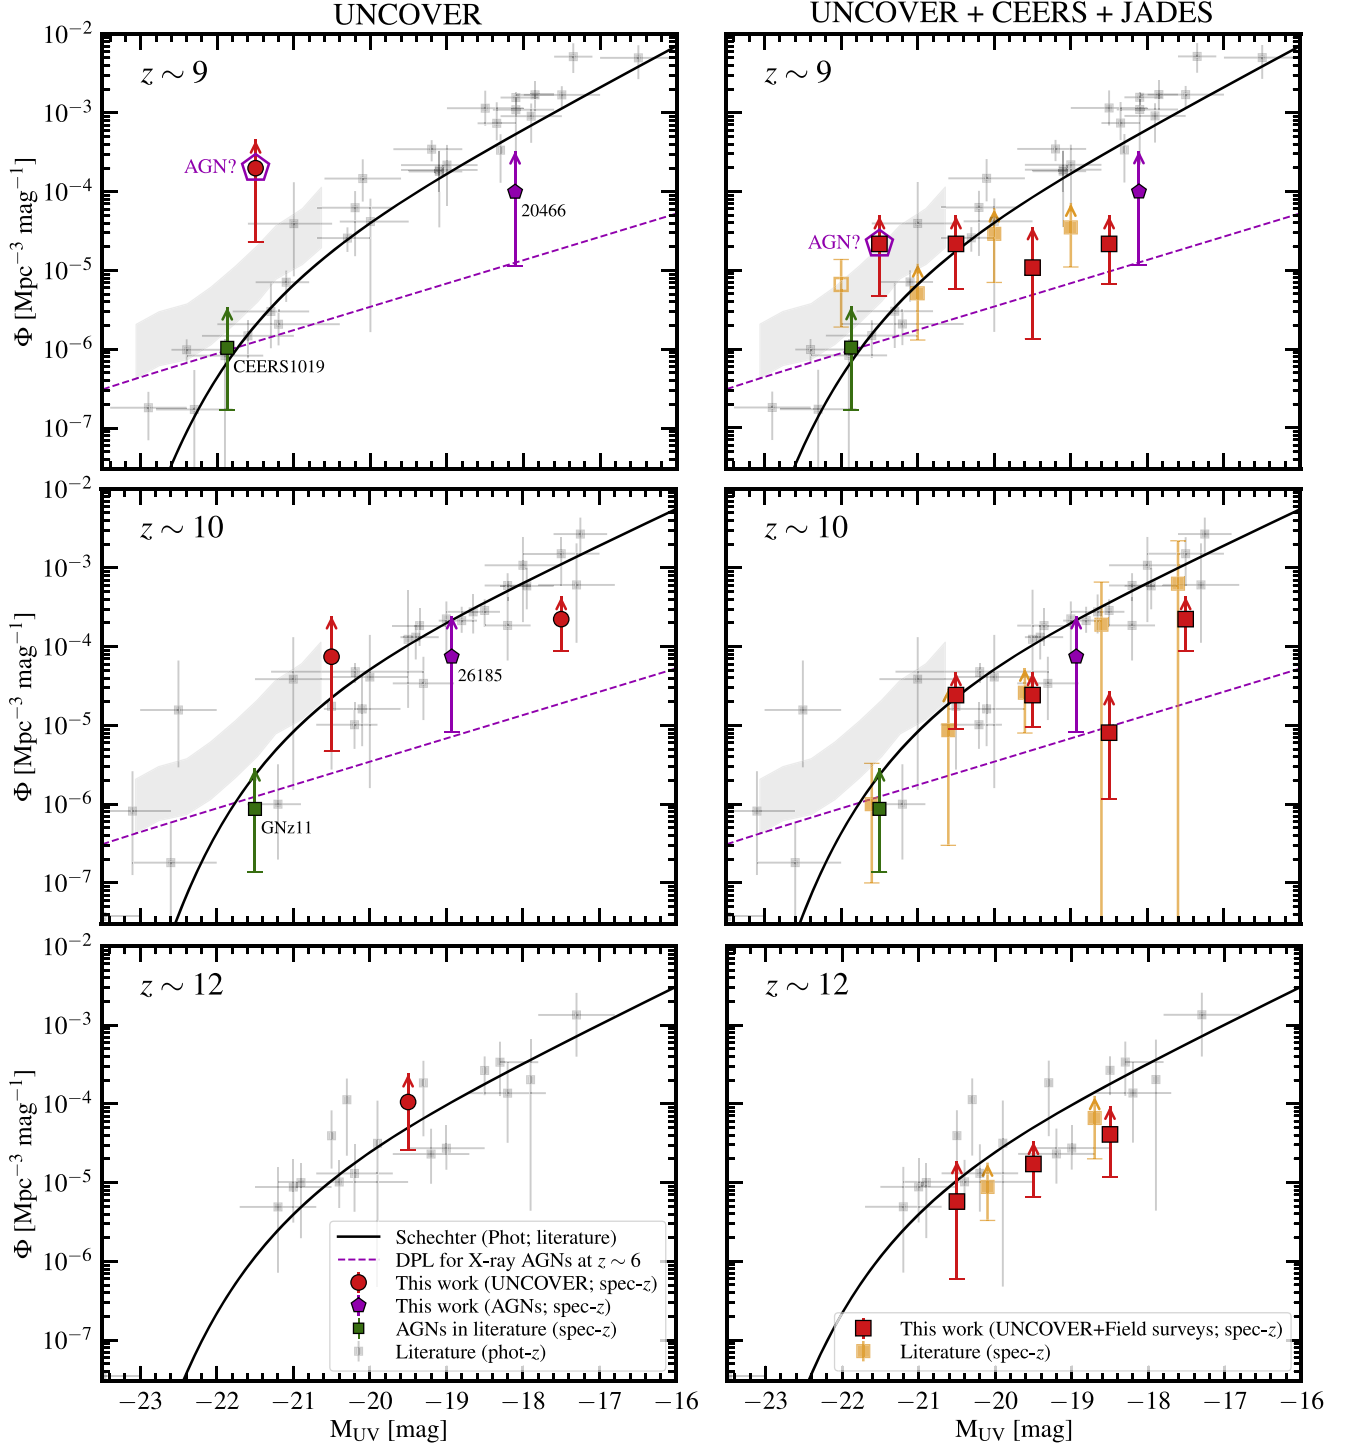 UNCOVER
UNCOVER + CEERS + JADES
z ∼ 9
AGN?
20466
CEERS1019
10⁻²
10⁻³
10⁻⁴
10⁻⁵
10⁻⁶
10⁻⁷
Φ [Mpc⁻³ mag⁻¹]
z ∼ 9
AGN?
z ∼ 10
26185
GNz11
10⁻²
10⁻³
10⁻⁴
10⁻⁵
10⁻⁶
10⁻⁷
Φ [Mpc⁻³ mag⁻¹]
z ∼ 10
z ∼ 12
10⁻²
10⁻³
10⁻⁴
10⁻⁵
10⁻⁶
10⁻⁷
Φ [Mpc⁻³ mag⁻¹]
Schechter (Phot; literature)
DPL for X-ray AGNs at z ∼ 6
This work (UNCOVER; spec-z)
This work (AGNs; spec-z)
AGNs in literature (spec-z)
Literature (phot-z)
−23 −22 −21 −20 −19 −18 −17 −16
M_UV [mag]
z ∼ 12
This work (UNCOVER+Field surveys; spec-z)
Literature (spec-z)
−23 −22 −21 −20 −19 −18 −17 −16
M_UV [mag]